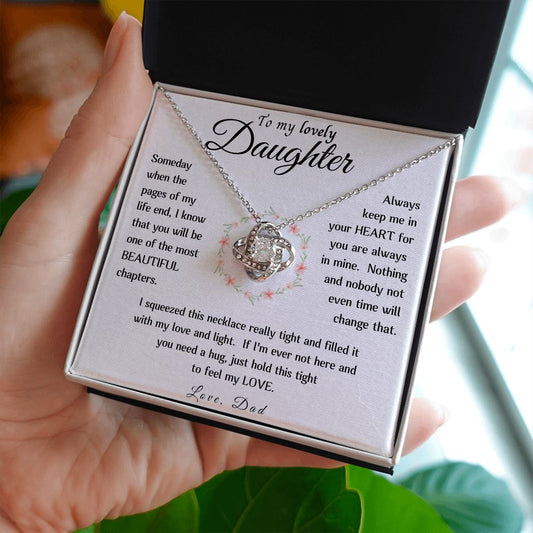 To my lovely
Daughter
Someday
when the
pages of my
life end, I know
that you will be
one of the most
BEAUTIFUL
chapters.
Always
keep me in
your HEART for
you are always
in mine. Nothing
and nobody not
even time will
change that.
I squeezed this necklace really tight and filled it
with my love and light. If I'm ever not here and
you need a hug, just hold this tight
to feel my LOVE.
Love, Dad